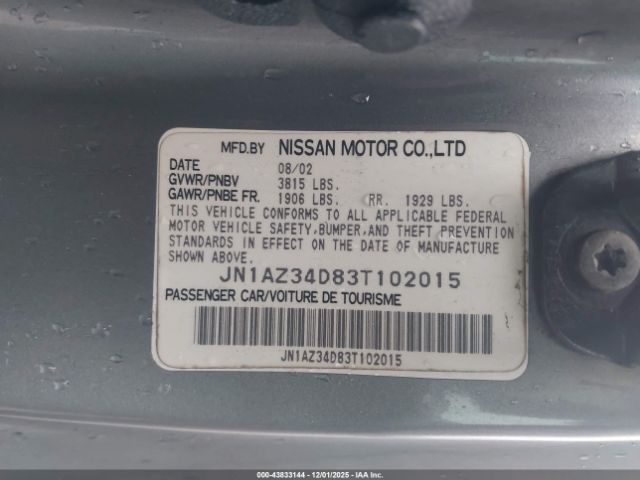 MFD.BY NISSAN MOTOR CO.,LTD
DATE 08/02
GVWR/PNBV 3815 LBS.
GAWR/PNBE FR. 1906 LBS. RR. 1929 LBS.
THIS VEHICLE CONFORMS TO ALL APPLICABLE FEDERAL
MOTOR VEHICLE SAFETY,BUMPER,AND THEFT PREVENTION
STANDARDS IN EFFECT ON THE DATE OF MANUFACTURE
SHOWN ABOVE.
JN1AZ34D83T102015
PASSENGER CAR/VOITURE DE TOURISME
JN1AZ34D83T102015
000-43833144 - 12/01/2025 - IAA Inc.